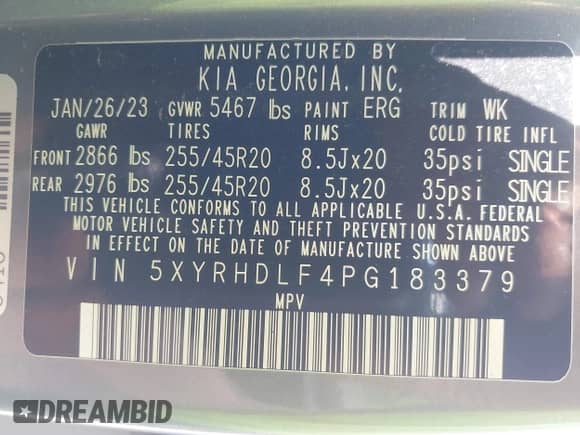 MANUFACTURED BY
KIA GEORGIA, INC.
JAN/26/23 GVWR 5467 lbs PAINT ERG TRIM WK
GAWR TIRES RIMS COLD TIRE INFL
FRONT 2866 lbs 255/45R20 8.5Jx20 35psi SINGLE
REAR 2976 lbs 255/45R20 8.5Jx20 35psi SINGLE
THIS VEHICLE CONFORMS TO ALL APPLICABLE U.S.A. FEDERAL
MOTOR VEHICLE SAFETY AND THEFT PREVENTION STANDARDS
IN EFFECT ON THE DATE OF MANUFACTURE SHOWN ABOVE
VIN 5XYRHDLF4PG183379
MPV
DREAMBID